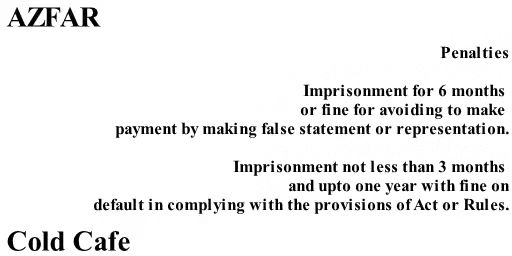 AZFAR
Penalties
Imprisonment for 6 months
or fine for avoiding to make
payment by making false statement or representation.
Imprisonment not less than 3 months
and upto one year with fine on
default in complying with the provisions of Act or Rules.
Cold Cafe